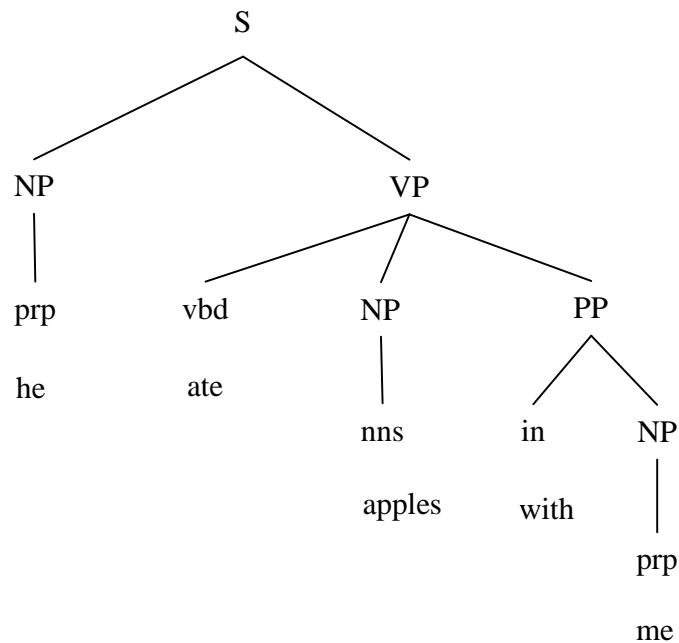 S
NP VP
prp vbd NP PP
he ate
nns in NP
apples with
prp
me